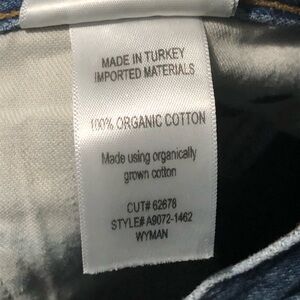 MADE IN TURKEY
IMPORTED MATERIALS
100% ORGANIC COTTON
Made using organically
grown cotton
CUT# 62678
STYLE# A9072-1462
WYMAN